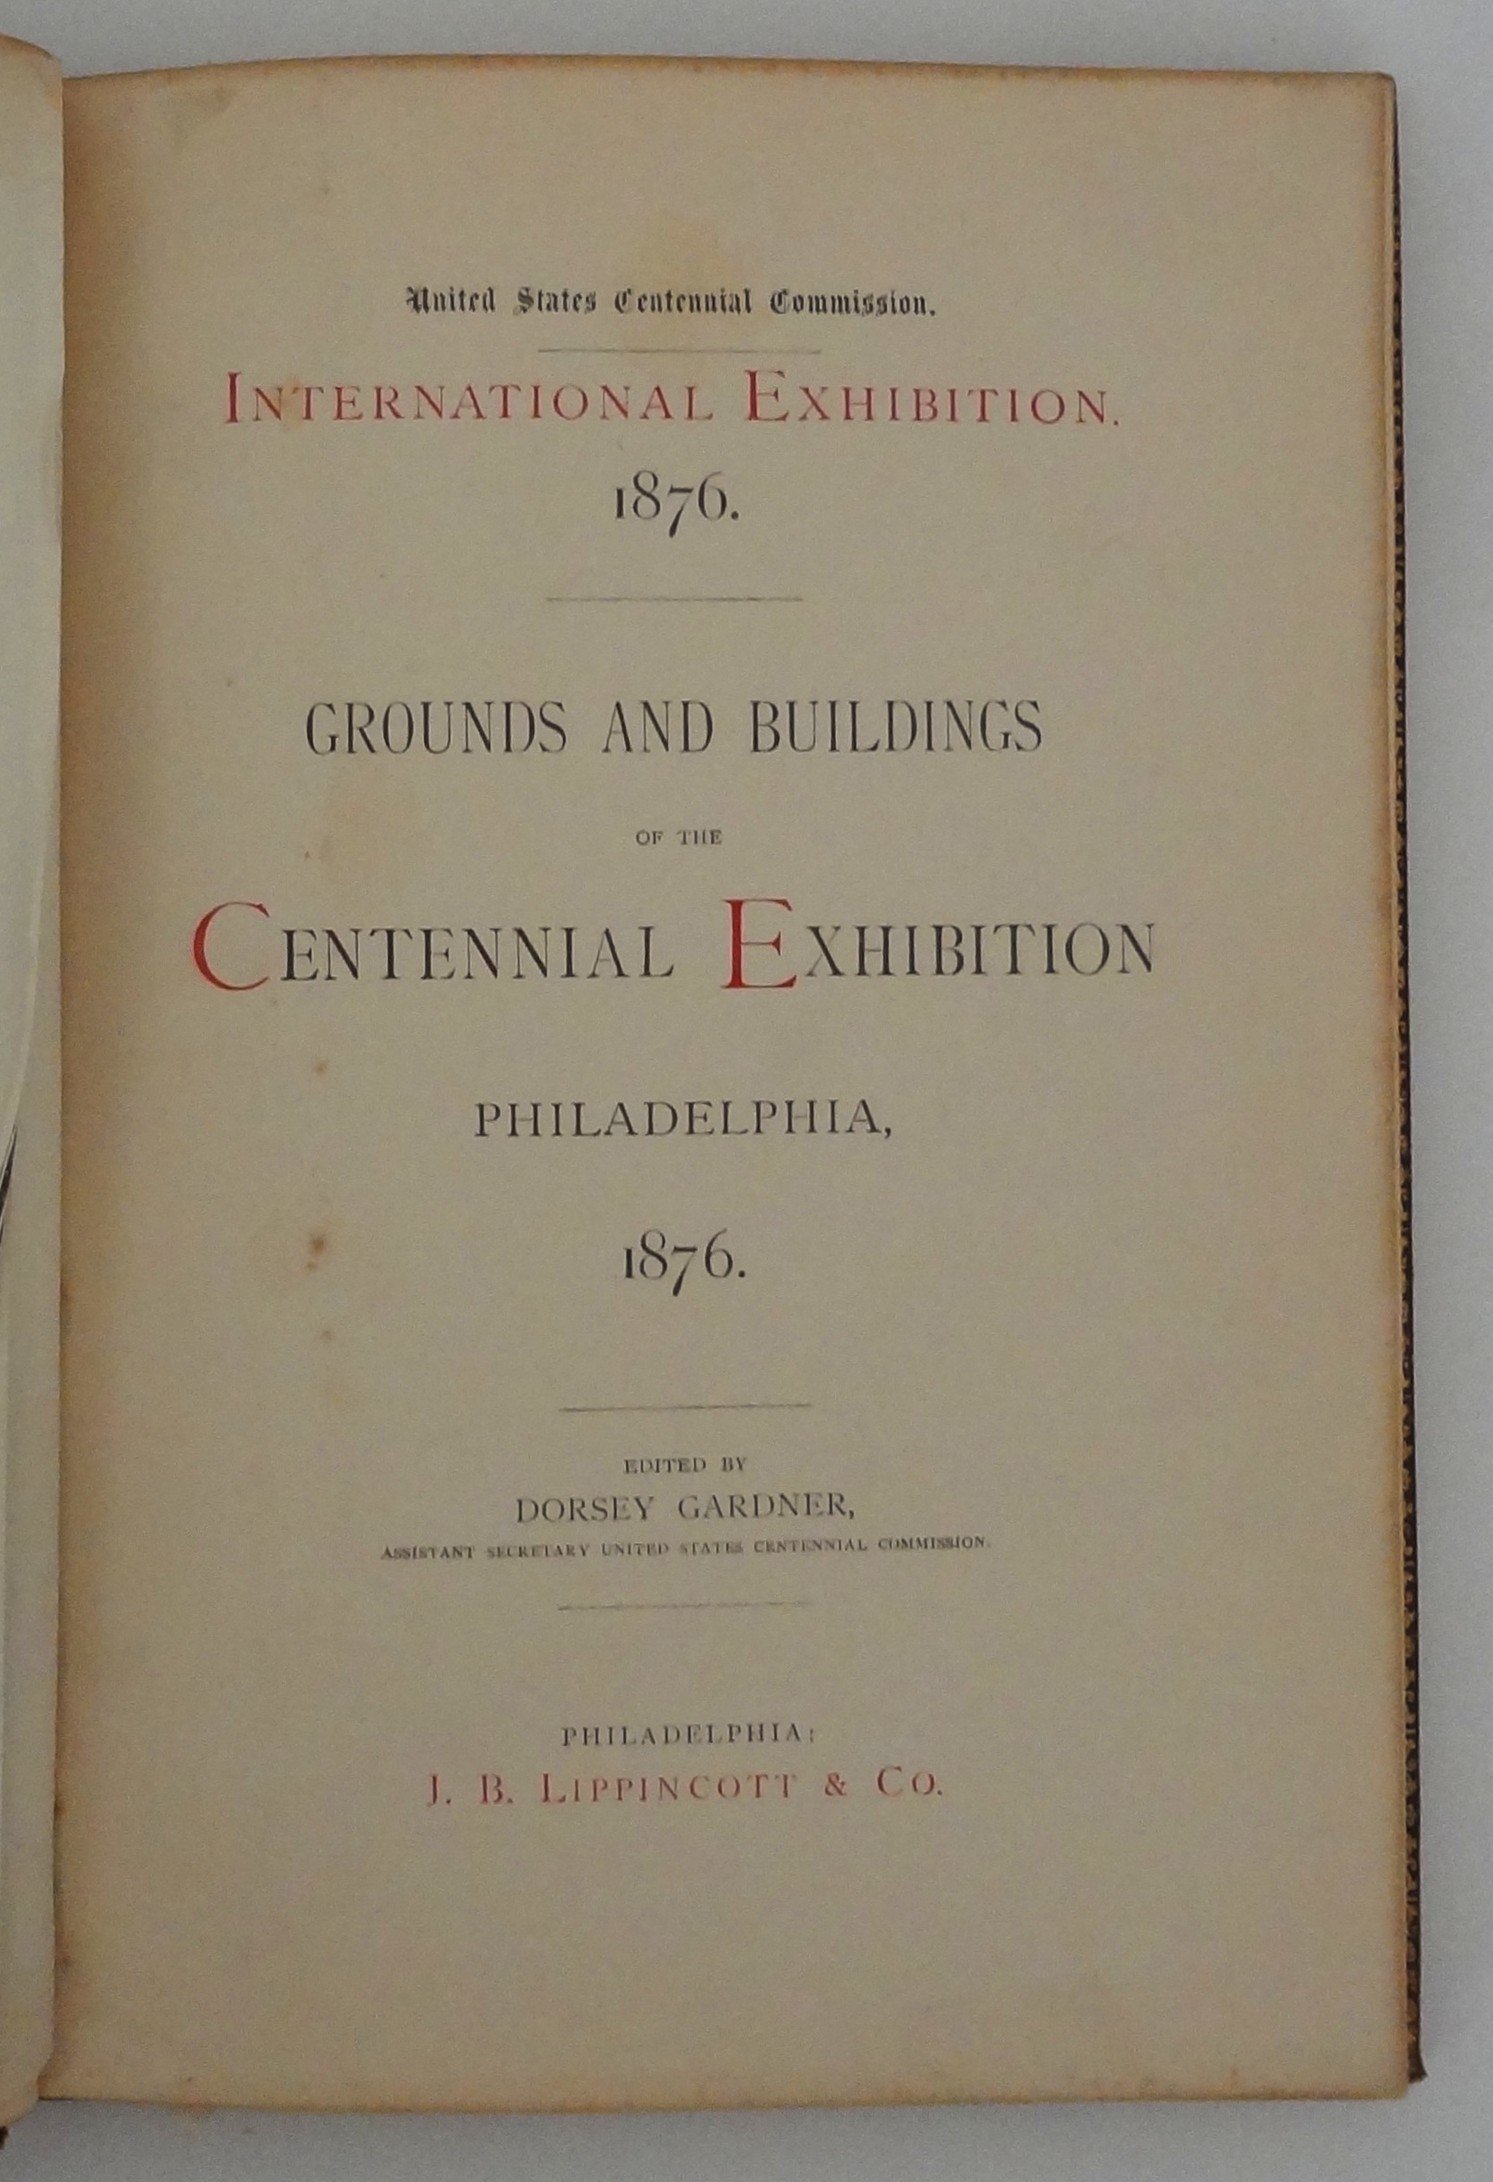 United States Centennial Commission.
INTERNATIONAL EXHIBITION.
1876.
GROUNDS AND BUILDINGS
OF THE
CENTENNIAL EXHIBITION
PHILADELPHIA,
1876.
EDITED BY
DORSEY GARDNER,
ASSISTANT SECRETARY UNITED STATES CENTENNIAL COMMISSION.
PHILADELPHIA:
J. B. LIPPINCOTT & CO.